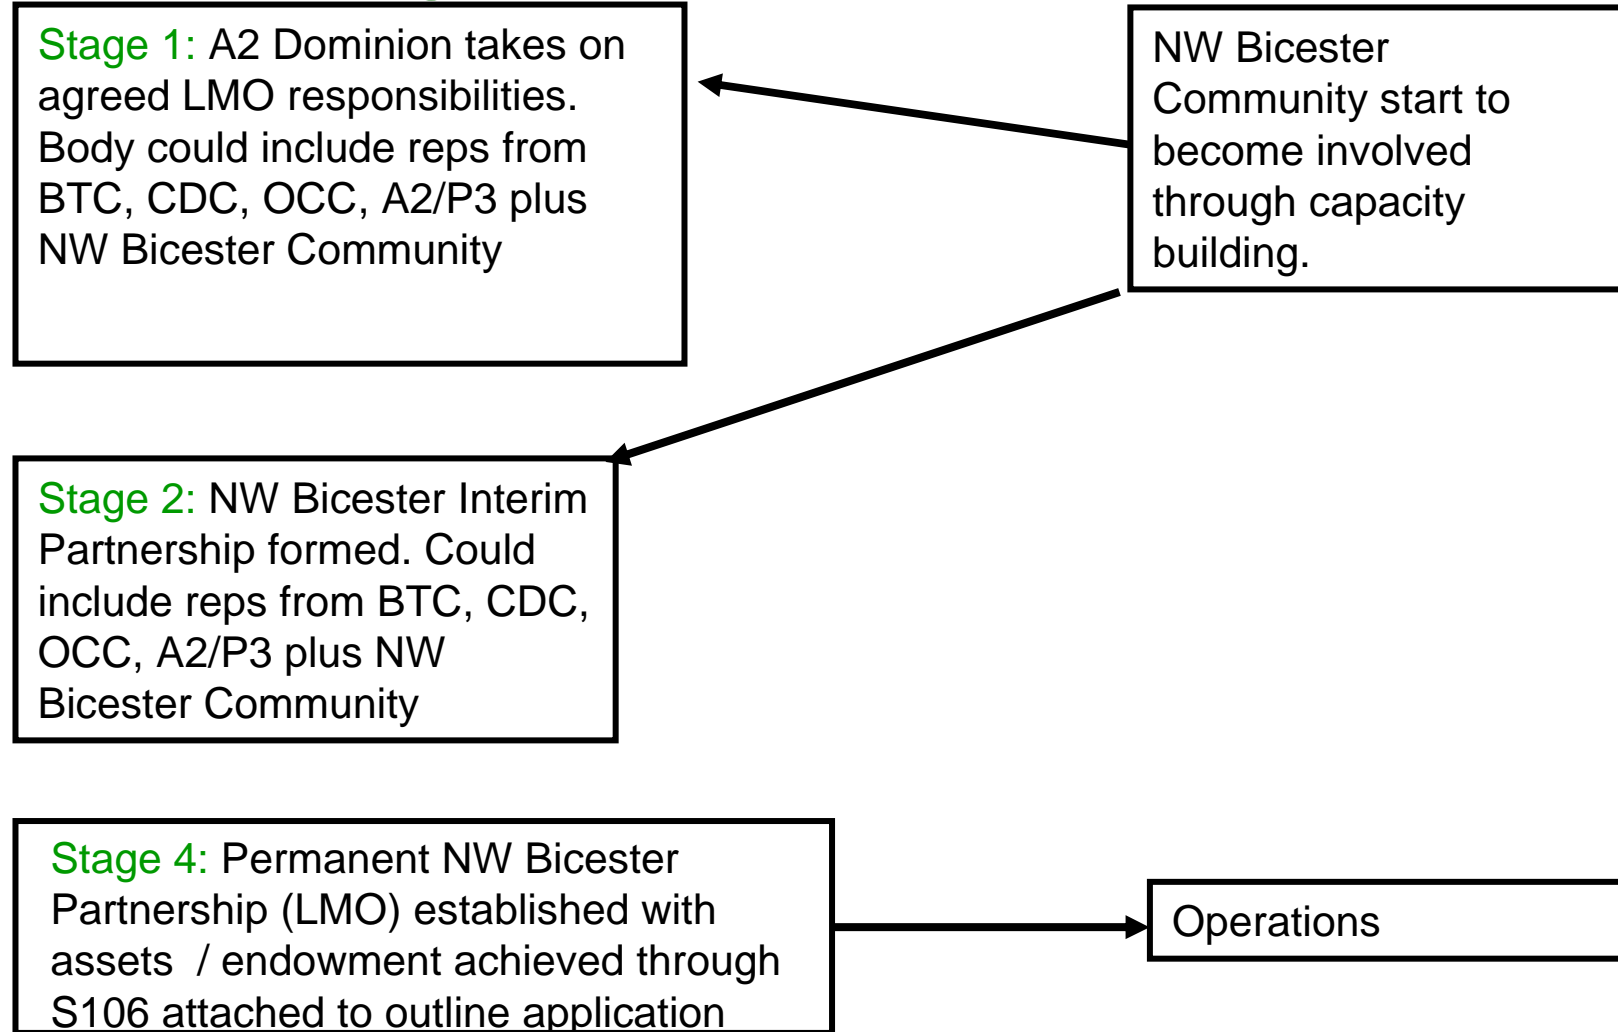 Stage 1: A2 Dominion takes on
agreed LMO responsibilities.
Body could include reps from
BTC, CDC, OCC, A2/P3 plus
NW Bicester Community
NW Bicester
Community start to
become involved
through capacity
building.
Stage 2: NW Bicester Interim
Partnership formed. Could
include reps from BTC, CDC,
OCC, A2/P3 plus NW
Bicester Community
Stage 4: Permanent NW Bicester
Partnership (LMO) established with
assets  / endowment achieved through
S106 attached to outline application
Operations